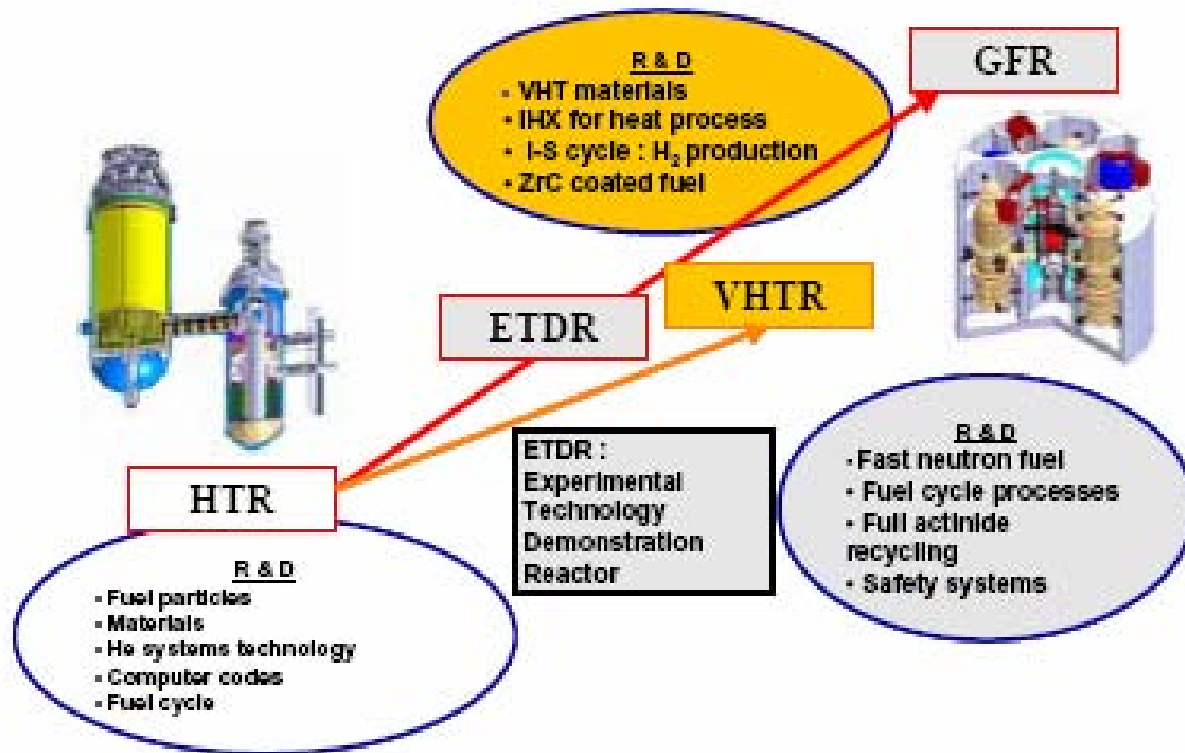 R & D
- VHT materials
• IHX for heat process
• I-S cycle : H₂ production
• ZrC coated fuel
GFR
VHTR
ETDR
HTR
ETDR :
Experimental
Technology
Demonstration
Reactor
R & D
- Fast neutron fuel
• Fuel cycle processes
• Full actinide
recycling
• Safety systems
R & D
- Fuel particles
- Materials
- He systems technology
- Computer codes
- Fuel cycle